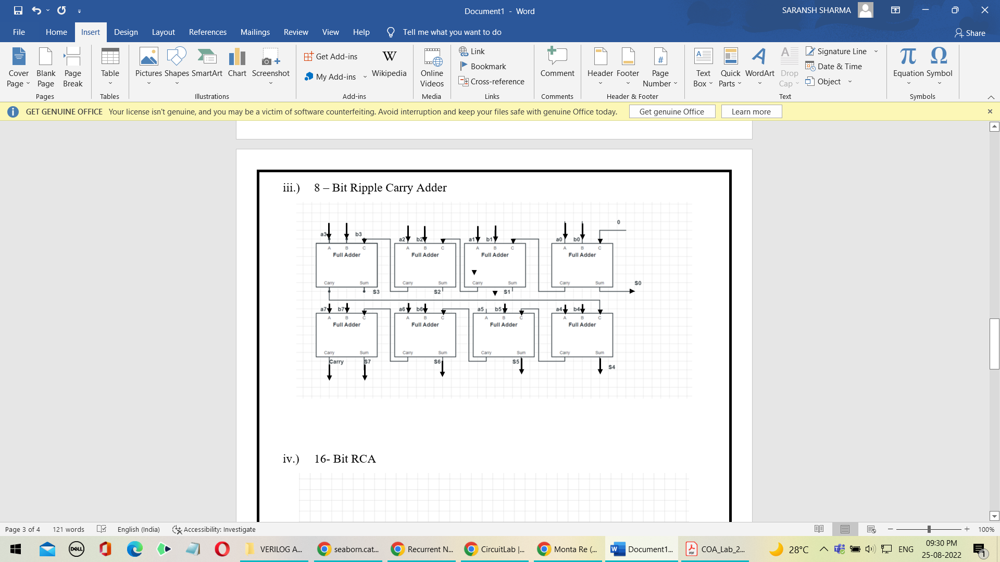 Document1 - Word
SARANSH SHARMA
File Home Insert Design Layout References Mailings Review View Help Tell me what you want to do
Share
Cover Page
Blank Page
Page Break
Pages
Table
Tables
Pictures Shapes SmartArt Chart Screenshot
Illustrations
Get Add-ins
My Add-ins
W
Wikipedia
Add-ins
Online Videos
Media
Link
Bookmark
Cross-reference
Links
Comment
Comments
Header Footer Page Number
Header & Footer
Text Box
Quick Parts
WordArt
Drop Cap
Signature Line
Date & Time
Object
Text
Equation Symbol
Symbols
GET GENUINE OFFICE Your license isn't genuine, and you may be a victim of software counterfeiting. Avoid interruption and keep your files safe with genuine Office today.
Get genuine Office
Learn more
iii.) 8 – Bit Ripple Carry Adder
0
a3 b3 a2 b2 a1 b1 a0 b0
A B C A B C A B C A B C
Full Adder Full Adder Full Adder Full Adder
Carry Sum Carry Sum Carry Sum Carry Sum
S3 S2 S1 S0
a7 b7 a6 b6 a5 b5 a4 b4
A B C A B C A B C A B C
Full Adder Full Adder Full Adder Full Adder
Carry Sum Carry Sum Carry Sum Carry Sum
Carry S7 S6 S5 S4
iv.) 16- Bit RCA
Page 3 of 4 121 words English (India) Accessibility: Investigate
100%
DELL
VERILOG A...
seaborn.cat...
Recurrent N...
CircuitLab |...
Monta Re (...
Document1...
COA_Lab_2...
28°C
ENG
09:30 PM
25-08-2022
1